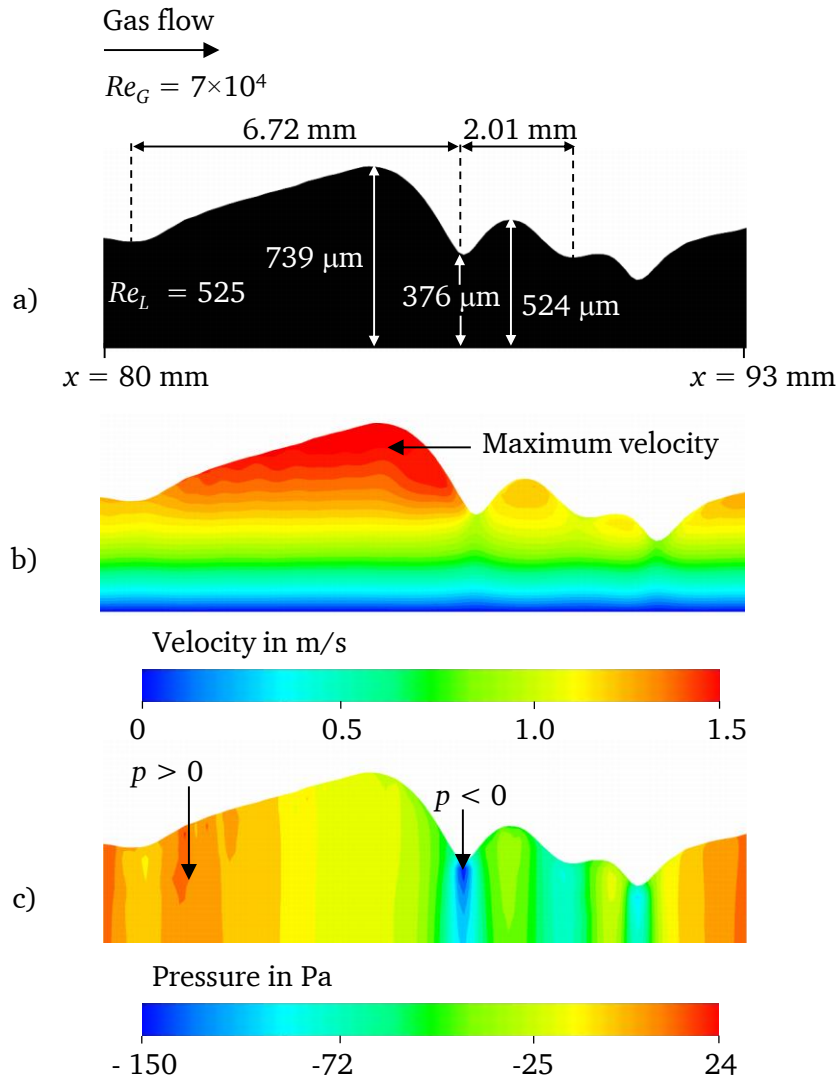 Gas flow
Re_G = 7×10⁴
6.72 mm 2.01 mm
739 μm
376 μm
524 μm
Re_L = 525
a)
x = 80 mm x = 93 mm
Maximum velocity
b)
Velocity in m/s
0 0.5 1.0 1.5
p > 0
p < 0
c)
Pressure in Pa
- 150 -72 -25 24